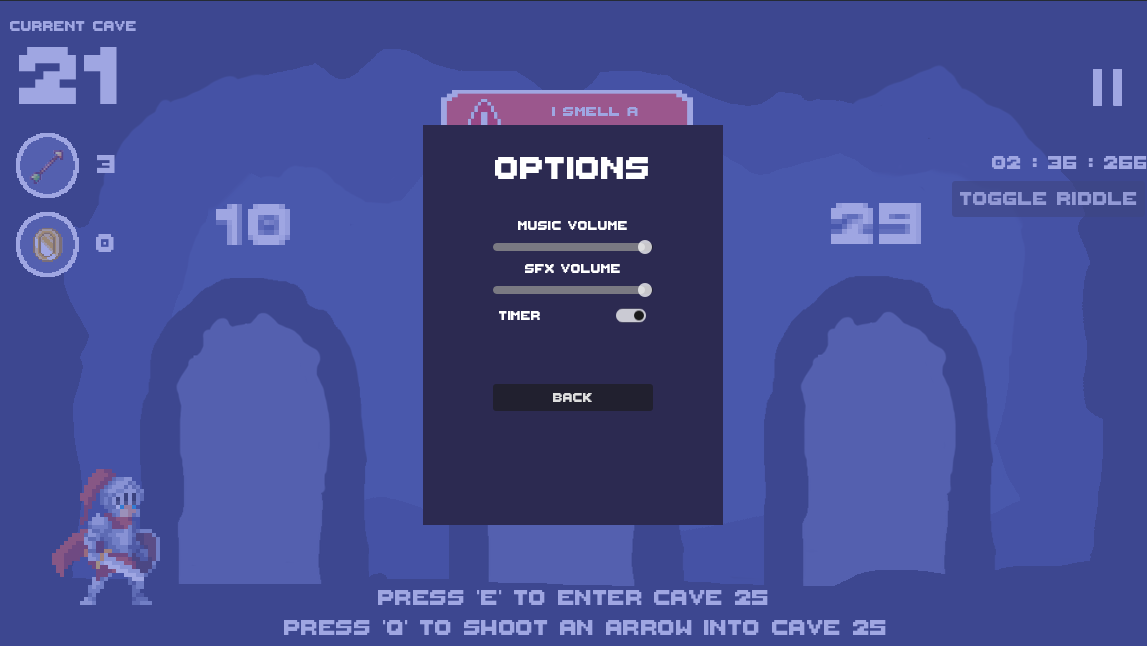 CURRENT CAVE
21
3
0
I SMELL A
02 : 36 : 266
TOGGLE RIDDLE
10
29
OPTIONS
MUSIC VOLUME
SFX VOLUME
TIMER
BACK
PRESS 'E' TO ENTER CAVE 25
PRESS 'Q' TO SHOOT AN ARROW INTO CAVE 25